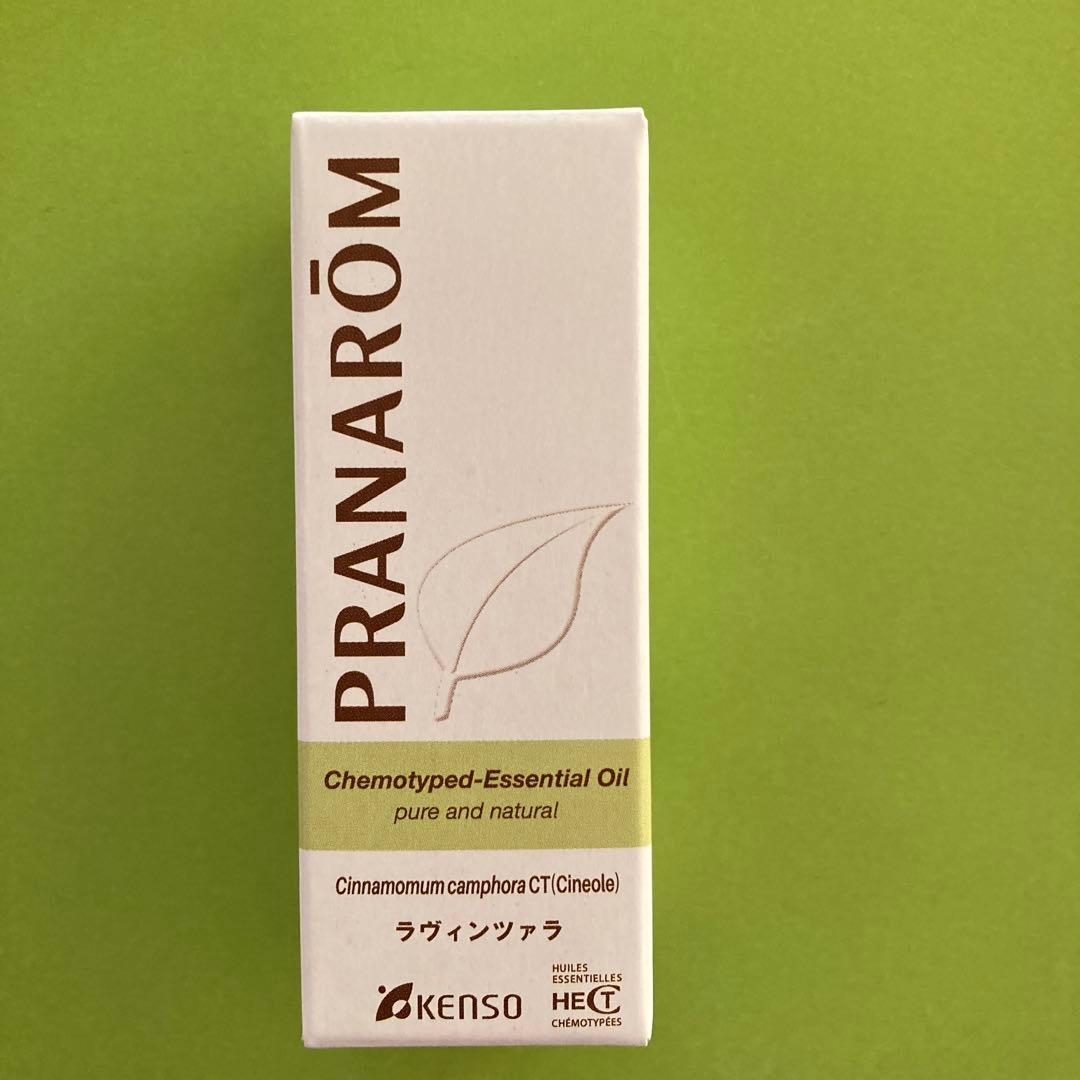 PRANARŌM
Chemotyped-Essential Oil
pure and natural
Cinnamomum camphora CT(Cineole)
ラヴィンツァラ
KENSO
HUILES
ESSENTIELLES
HECT
CHÉMOTYPÉES